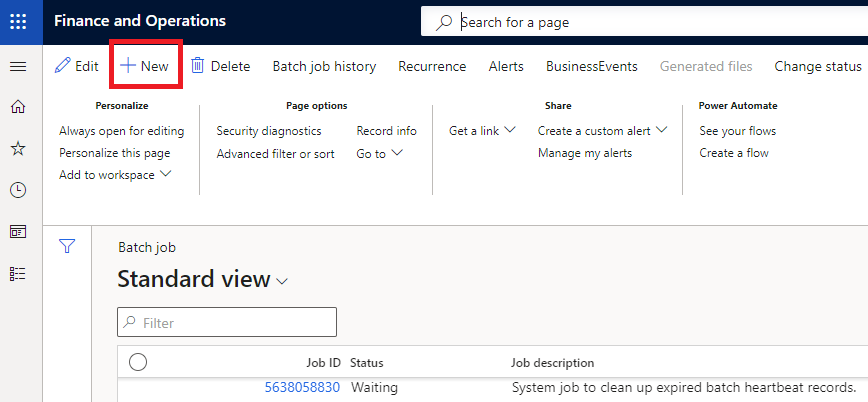 Finance and Operations
Search for a page
Edit New Delete Batch job history Recurrence Alerts BusinessEvents Generated files Change status
Personalize Page options Share Power Automate
Always open for editing Security diagnostics Record info Get a link Create a custom alert See your flows
Personalize this page Advanced filter or sort Go to Manage my alerts Create a flow
Add to workspace
Batch job
Standard view
Filter
Job ID Status Job description
5638058830 Waiting System job to clean up expired batch heartbeat records.